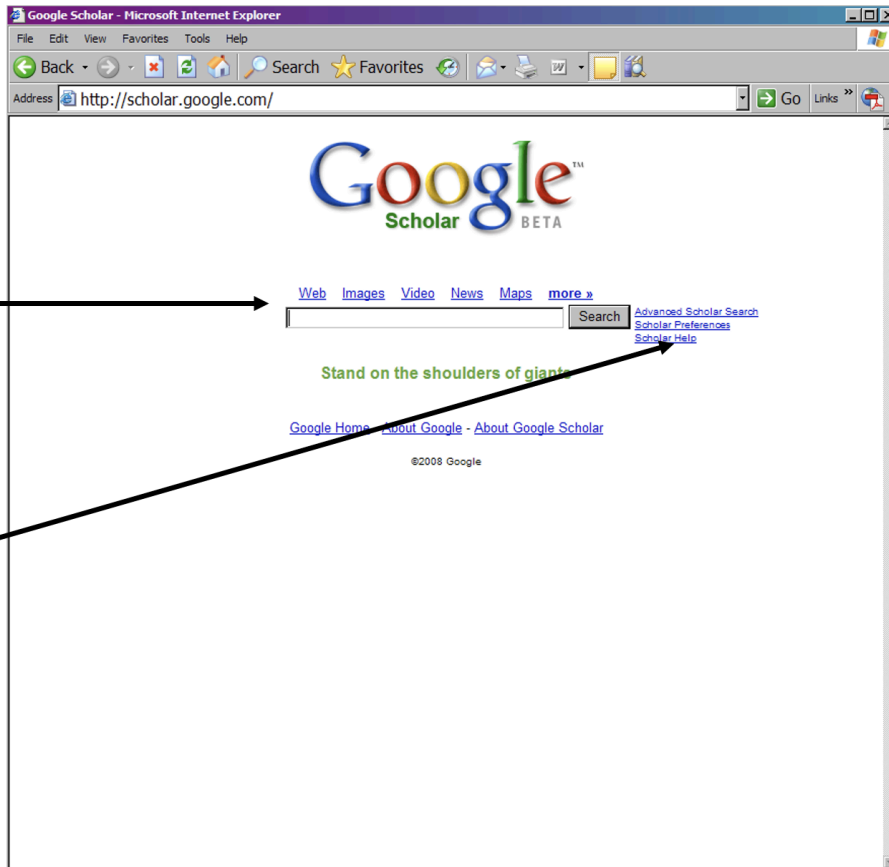 Google Scholar - Microsoft Internet Explorer
File Edit View Favorites Tools Help
Back Search Favorites
Address http://scholar.google.com/ Go Links »
Google™
Scholar BETA
Web Images Video News Maps more »
Search
Advanced Scholar Search
Scholar Preferences
Scholar Help
Stand on the shoulders of giants
Google Home - About Google - About Google Scholar
©2008 Google